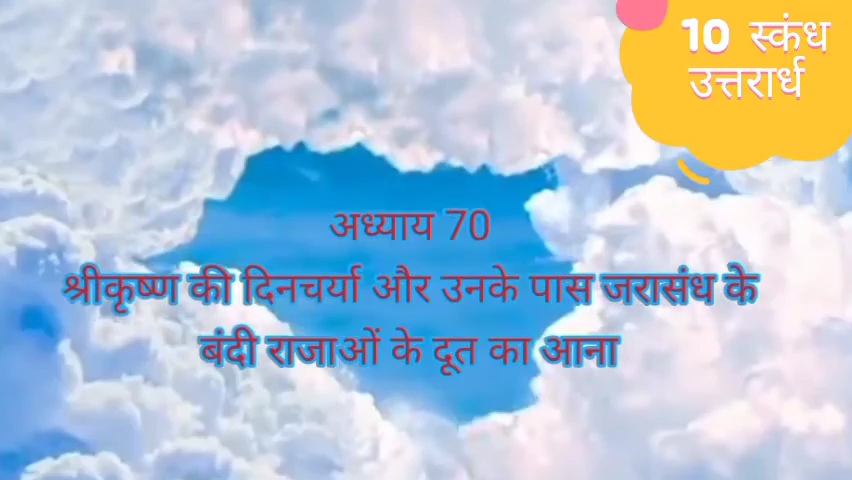 10 स्कंध
उत्तरार्ध
अध्याय 70
श्रीकृष्ण की दिनचर्या और उनके पास जरासंध के
बंदी राजाओं के दूत का आना